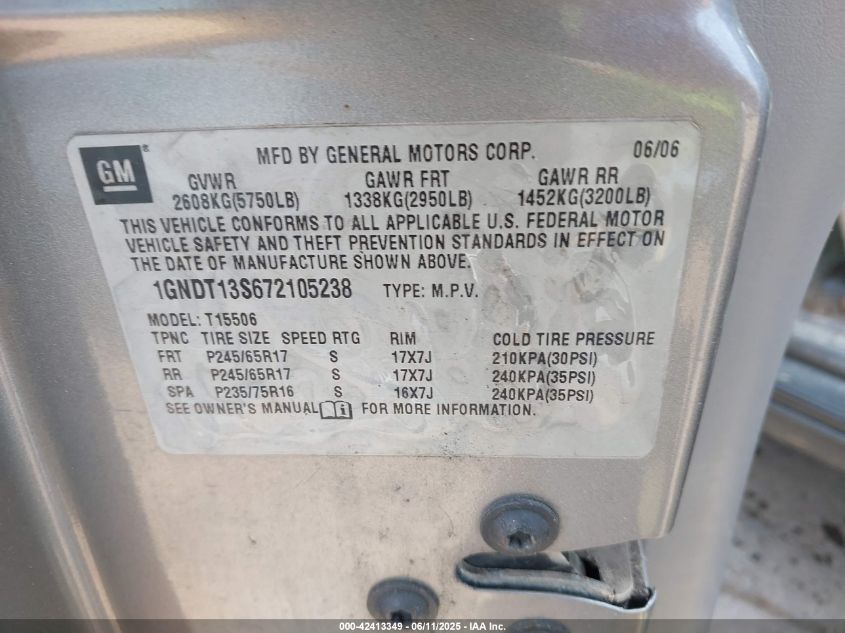 GM® MFD BY GENERAL MOTORS CORP. 06/06
GVWR GAWR FRT GAWR RR
2608KG(5750LB) 1338KG(2950LB) 1452KG(3200LB)
THIS VEHICLE CONFORMS TO ALL APPLICABLE U.S. FEDERAL MOTOR
VEHICLE SAFETY AND THEFT PREVENTION STANDARDS IN EFFECT ON
THE DATE OF MANUFACTURE SHOWN ABOVE.
1GNDT13S672105238 TYPE: M.P.V.
MODEL: T15506
TPNC TIRE SIZE SPEED RTG RIM COLD TIRE PRESSURE
FRT P245/65R17 S 17X7J 210KPA(30PSI)
RR P245/65R17 S 17X7J 240KPA(35PSI)
SPA P235/75R16 S 16X7J 240KPA(35PSI)
SEE OWNER'S MANUAL i FOR MORE INFORMATION.
000-42413349 - 06/11/2025 - IAA Inc.